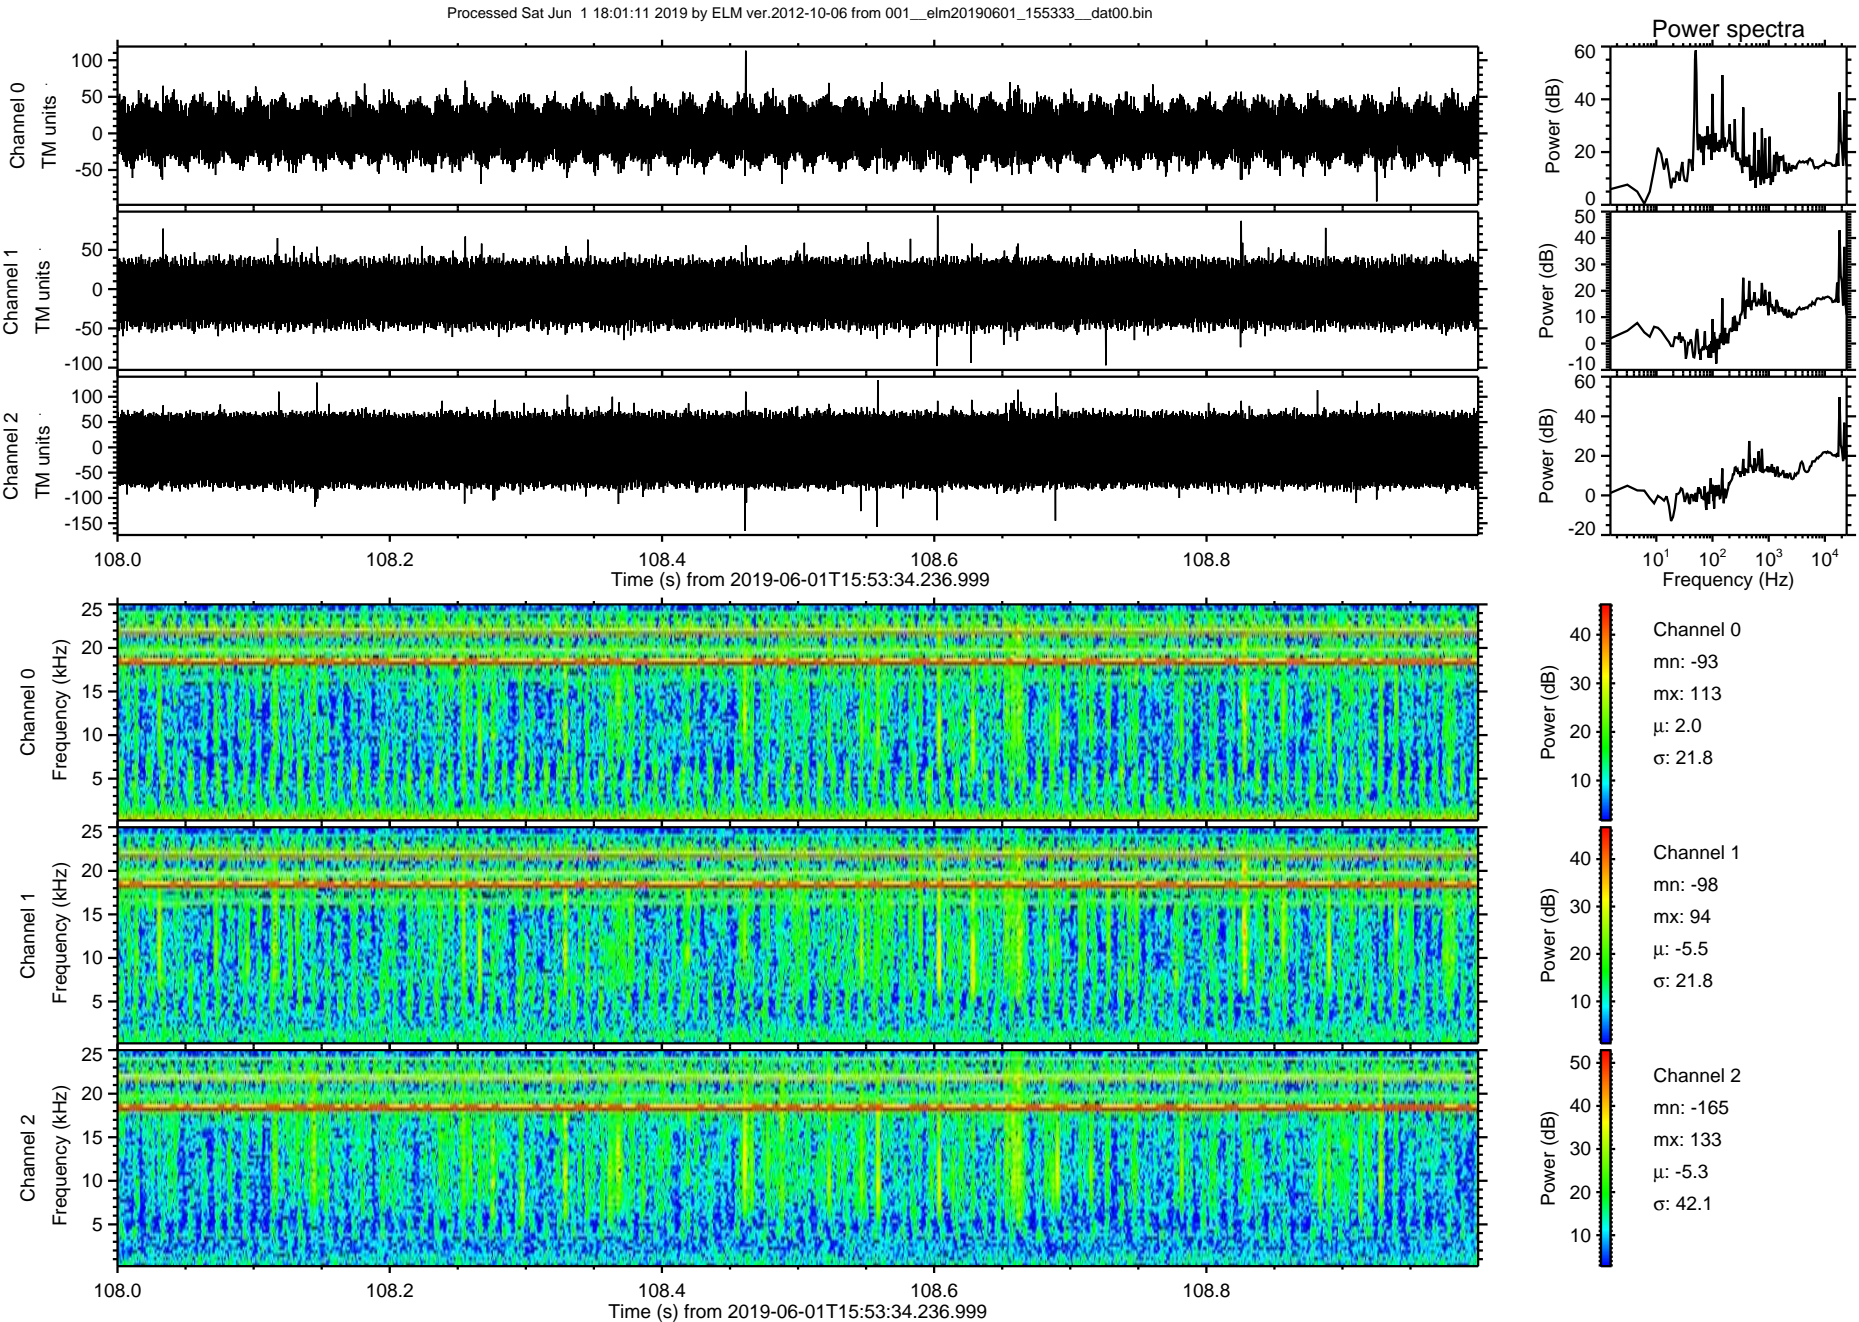 Processed Sat Jun  1 18:01:11 2019 by ELM ver.2012-10-06 from 001__elm20190601_155333__dat00.bin
Power spectra
Channel 0
TM units
100
50
0
-50
Power (dB)
60
40
20
0
Channel 1
TM units
50
0
-50
-100
Power (dB)
50
40
30
20
10
0
-10
Channel 2
TM units
100
50
0
-50
-100
-150
Power (dB)
60
40
20
0
-20
108.0 108.2 108.4 108.6 108.8
Time (s) from 2019-06-01T15:53:34.236.999
10^1 10^2 10^3 10^4
Frequency (Hz)
Channel 0
Frequency (kHz)
25
20
15
10
5
Power (dB)
40
30
20
10
Channel 0
mn: -93
mx: 113
μ: 2.0
σ: 21.8
Channel 1
Frequency (kHz)
25
20
15
10
5
Power (dB)
40
30
20
10
Channel 1
mn: -98
mx: 94
μ: -5.5
σ: 21.8
Channel 2
Frequency (kHz)
25
20
15
10
5
Power (dB)
50
40
30
20
10
Channel 2
mn: -165
mx: 133
μ: -5.3
σ: 42.1
108.0 108.2 108.4 108.6 108.8
Time (s) from 2019-06-01T15:53:34.236.999